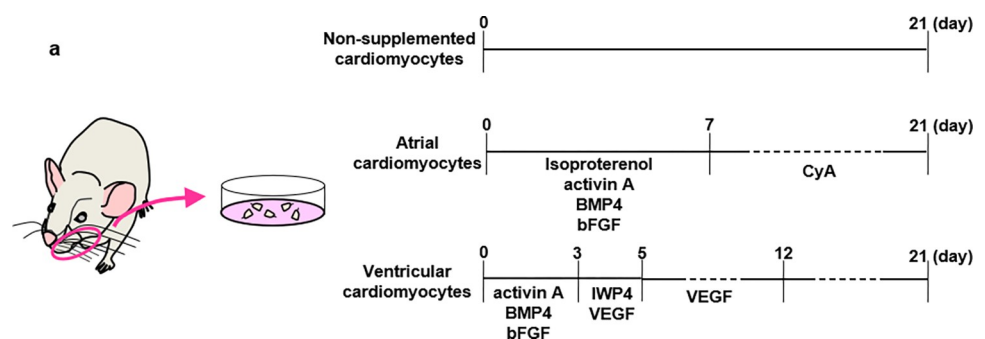 a
0 21 (day)
Non-supplemented
cardiomyocytes
0 7 21 (day)
Atrial
cardiomyocytes
Isoproterenol
activin A
BMP4
bFGF
CyA
0 3 5 12 21 (day)
Ventricular
cardiomyocytes
activin A
BMP4
bFGF
IWP4
VEGF
VEGF